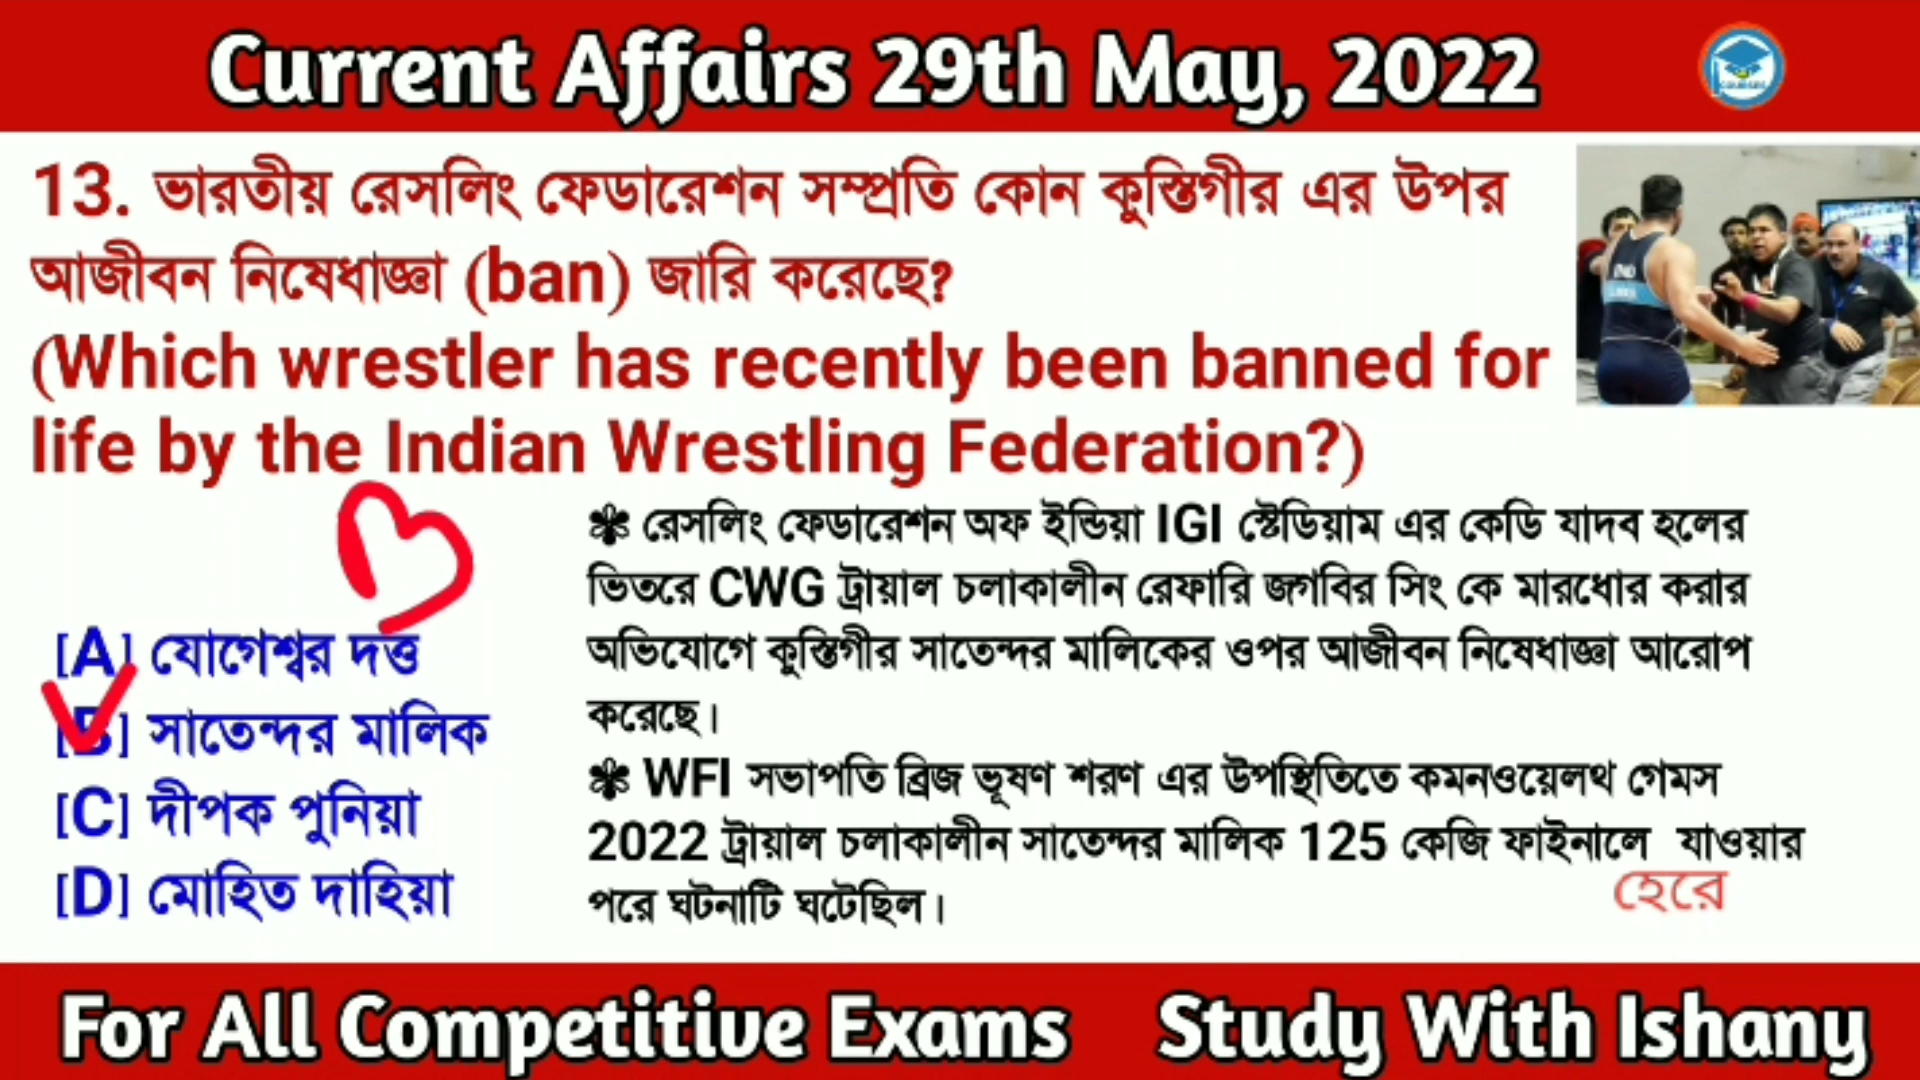 Current Affairs 29th May, 2022
13. ভারতীয় রেসলিং ফেডারেশন সম্প্রতি কোন কুস্তিগীর এর উপর
আজীবন নিষেধাজ্ঞা (ban) জারি করেছে?
(Which wrestler has recently been banned for
life by the Indian Wrestling Federation?)
B
[A] যোগেশ্বর দত্ত
[B] সাতেন্দর মালিক
[C] দীপক পুনিয়া
[D] মোহিত দাহিয়া
✾ রেসলিং ফেডারেশন অফ ইন্ডিয়া IGI স্টেডিয়াম এর কেডি যাদব হলের
ভিতরে CWG ট্রায়াল চলাকালীন রেফারি জগবির সিং কে মারধোর করার
অভিযোগে কুস্তিগীর সাতেন্দর মালিকের ওপর আজীবন নিষেধাজ্ঞা আরোপ
করেছে।
✾ WFI সভাপতি ব্রিজ ভূষণ শরণ এর উপস্থিতিতে কমনওয়েলথ গেমস
2022 ট্রায়াল চলাকালীন সাতেন্দর মালিক 125 কেজি ফাইনালে যাওয়ার
হেরে
পরে ঘটনাটি ঘটেছিল।
For All Competitive Exams Study With Ishany